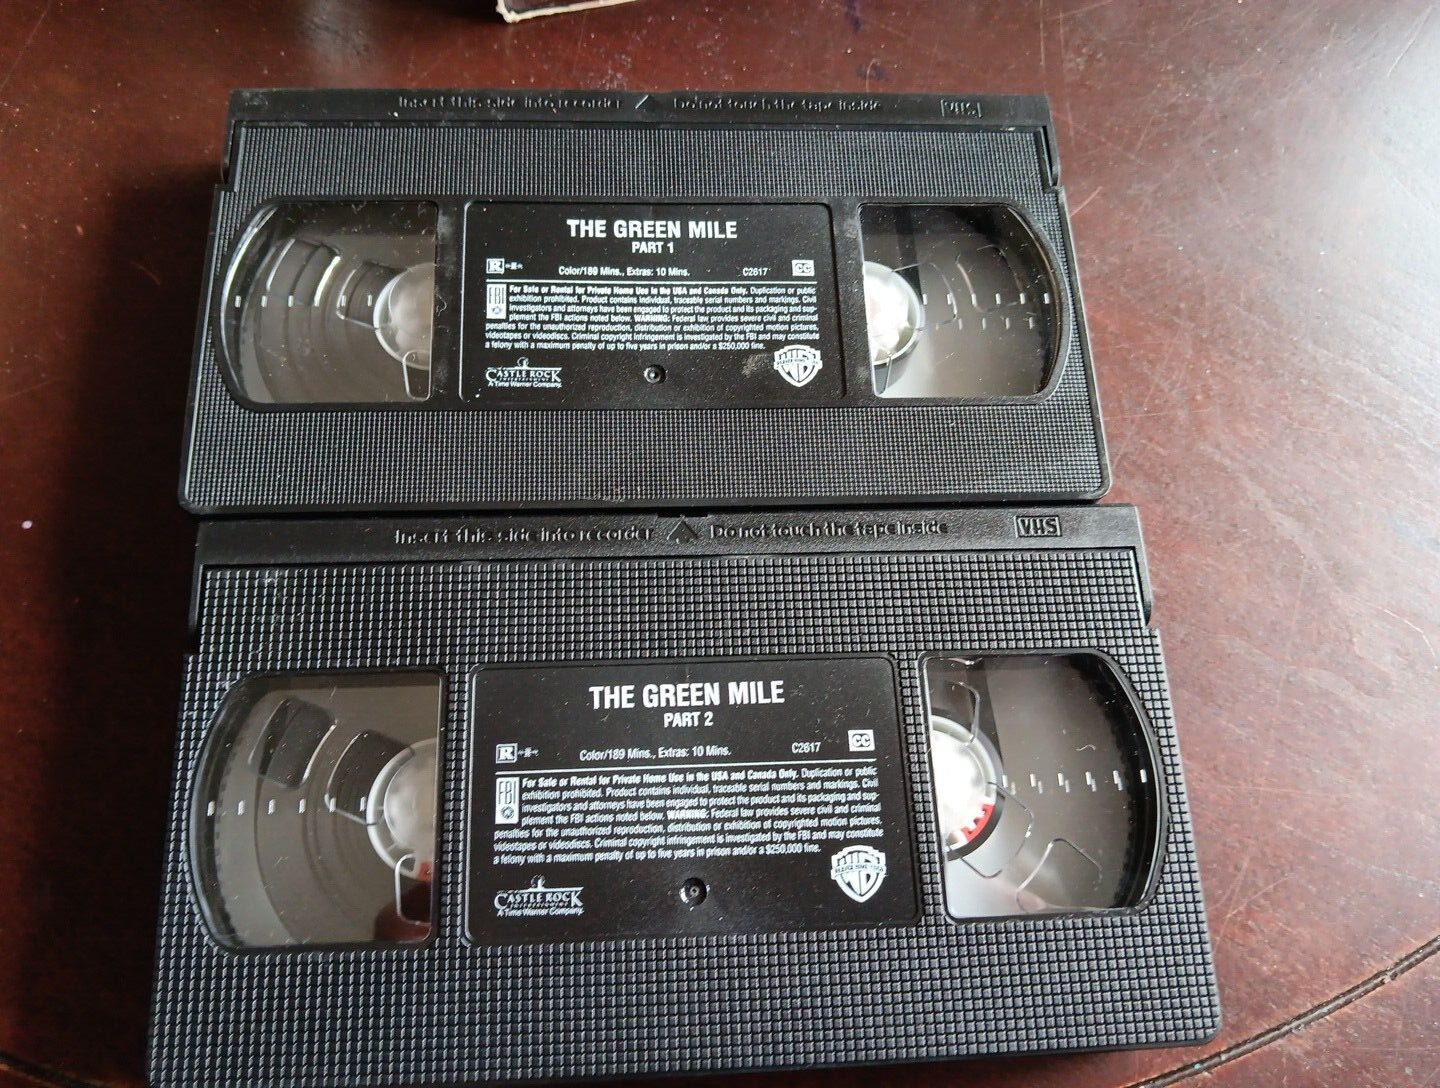 Insert this side into recorder Do not touch the tape inside VHS
THE GREEN MILE
PART 1
R Color/189 Mins., Extras: 10 Mins. C2617 CC
FBI For Sale or Rental for Private Home Use in the USA and Canada Only. Duplication or public
exhibition prohibited. Product contains individual, traceable serial numbers and markings. Civil
investigators and attorneys have been engaged to protect the product and its packaging and sup-
plement the FBI actions noted below. WARNING: Federal law provides severe civil and criminal
penalties for the unauthorized reproduction, distribution or exhibition of copyrighted motion pictures,
videotapes or videodiscs. Criminal copyright infringement is investigated by the FBI and may constitute
a felony with a maximum penalty of up to five years in prison and/or a $250,000 fine.
CASTLE ROCK
ENTERTAINMENT
A Time Warner Company.
WB
Insert this side into recorder Do not touch the tape inside VHS
THE GREEN MILE
PART 2
R Color/189 Mins., Extras: 10 Mins. C2617 CC
FBI For Sale or Rental for Private Home Use in the USA and Canada Only. Duplication or public
exhibition prohibited. Product contains individual, traceable serial numbers and markings. Civil
investigators and attorneys have been engaged to protect the product and its packaging and sup-
plement the FBI actions noted below. WARNING: Federal law provides severe civil and criminal
penalties for the unauthorized reproduction, distribution or exhibition of copyrighted motion pictures,
videotapes or videodiscs. Criminal copyright infringement is investigated by the FBI and may constitute
a felony with a maximum penalty of up to five years in prison and/or a $250,000 fine.
CASTLE ROCK
ENTERTAINMENT
A Time Warner Company.
WB